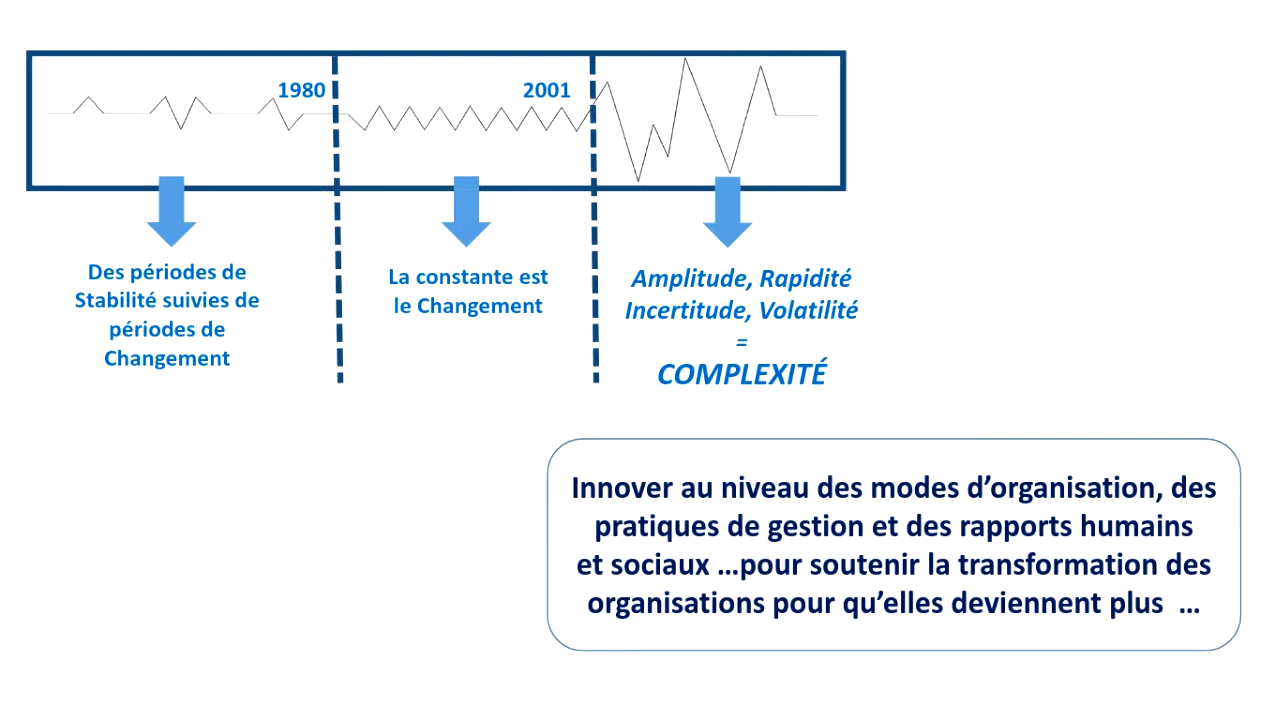 1980
2001
Des périodes de
Stabilité suivies de
périodes de
Changement
La constante est
le Changement
Amplitude, Rapidité
Incertitude, Volatilité
=
COMPLEXITÉ
Innover au niveau des modes d’organisation, des
pratiques de gestion et des rapports humains
et sociaux …pour soutenir la transformation des
organisations pour qu’elles deviennent plus …